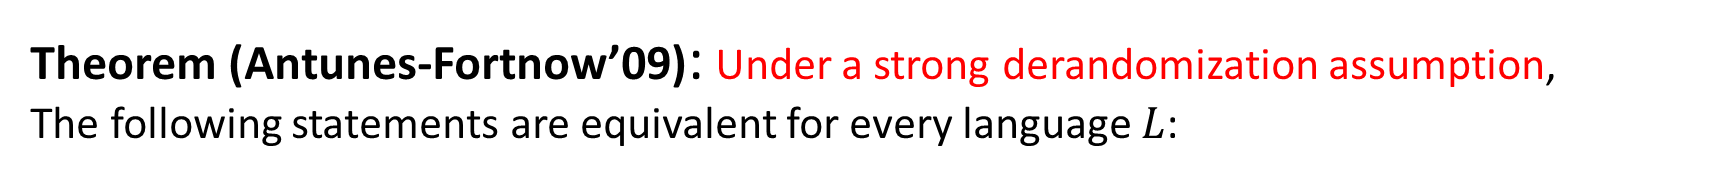 Theorem (Antunes-Fortnow’09): Under a strong derandomization assumption,
The following statements are equivalent for every language L: